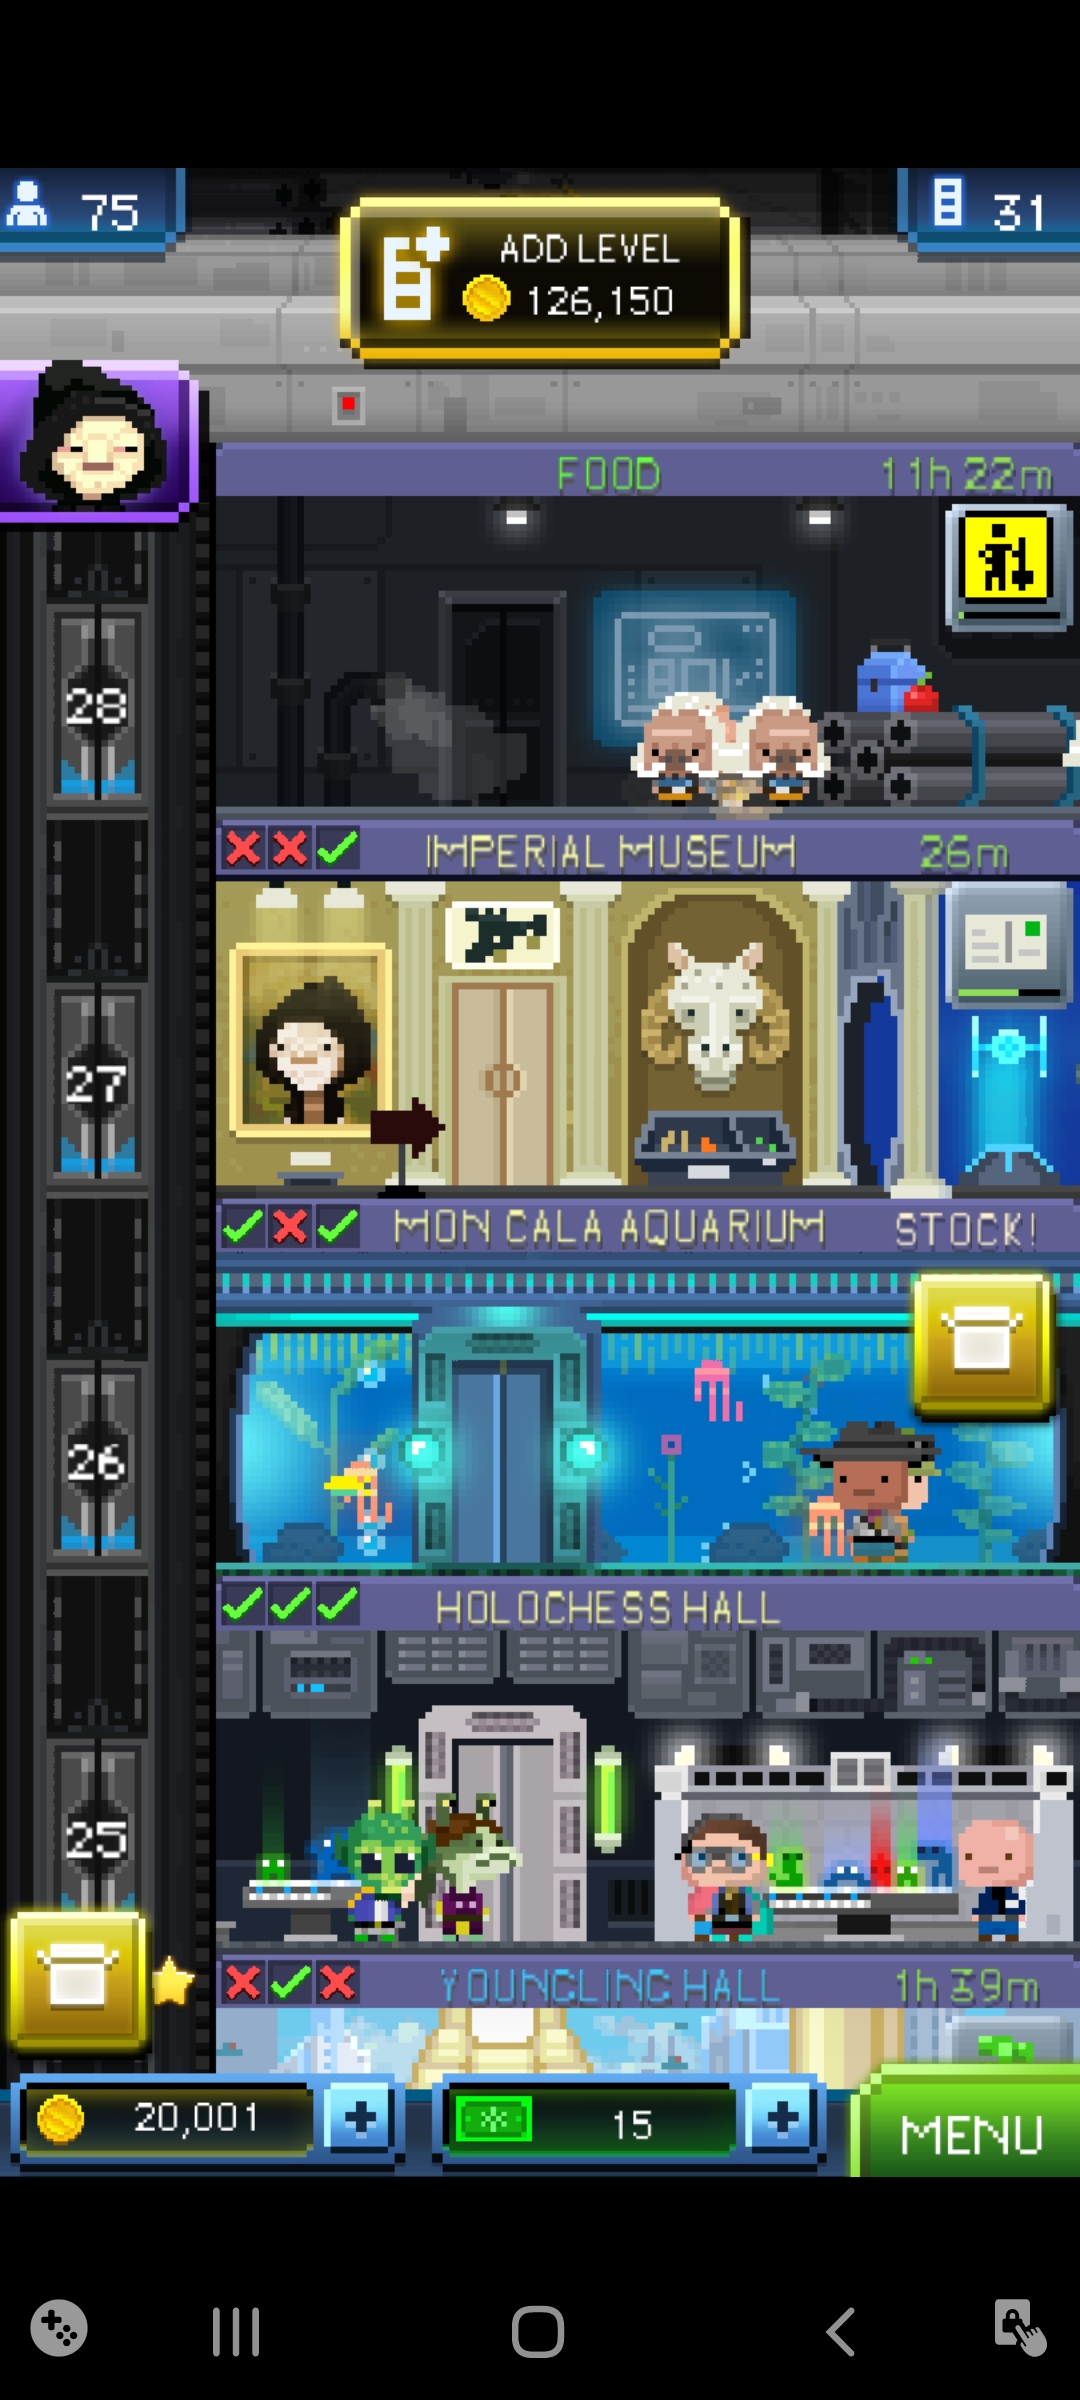 75
ADD LEVEL
126,150
31
FOOD 11h 22m
28
IMPERIAL MUSEUM 26m
27
MON CALA AQUARIUM STOCK!
26
HOLOCHESS HALL
25
YOUNGLING HALL 1h 39m
20,001
15
MENU